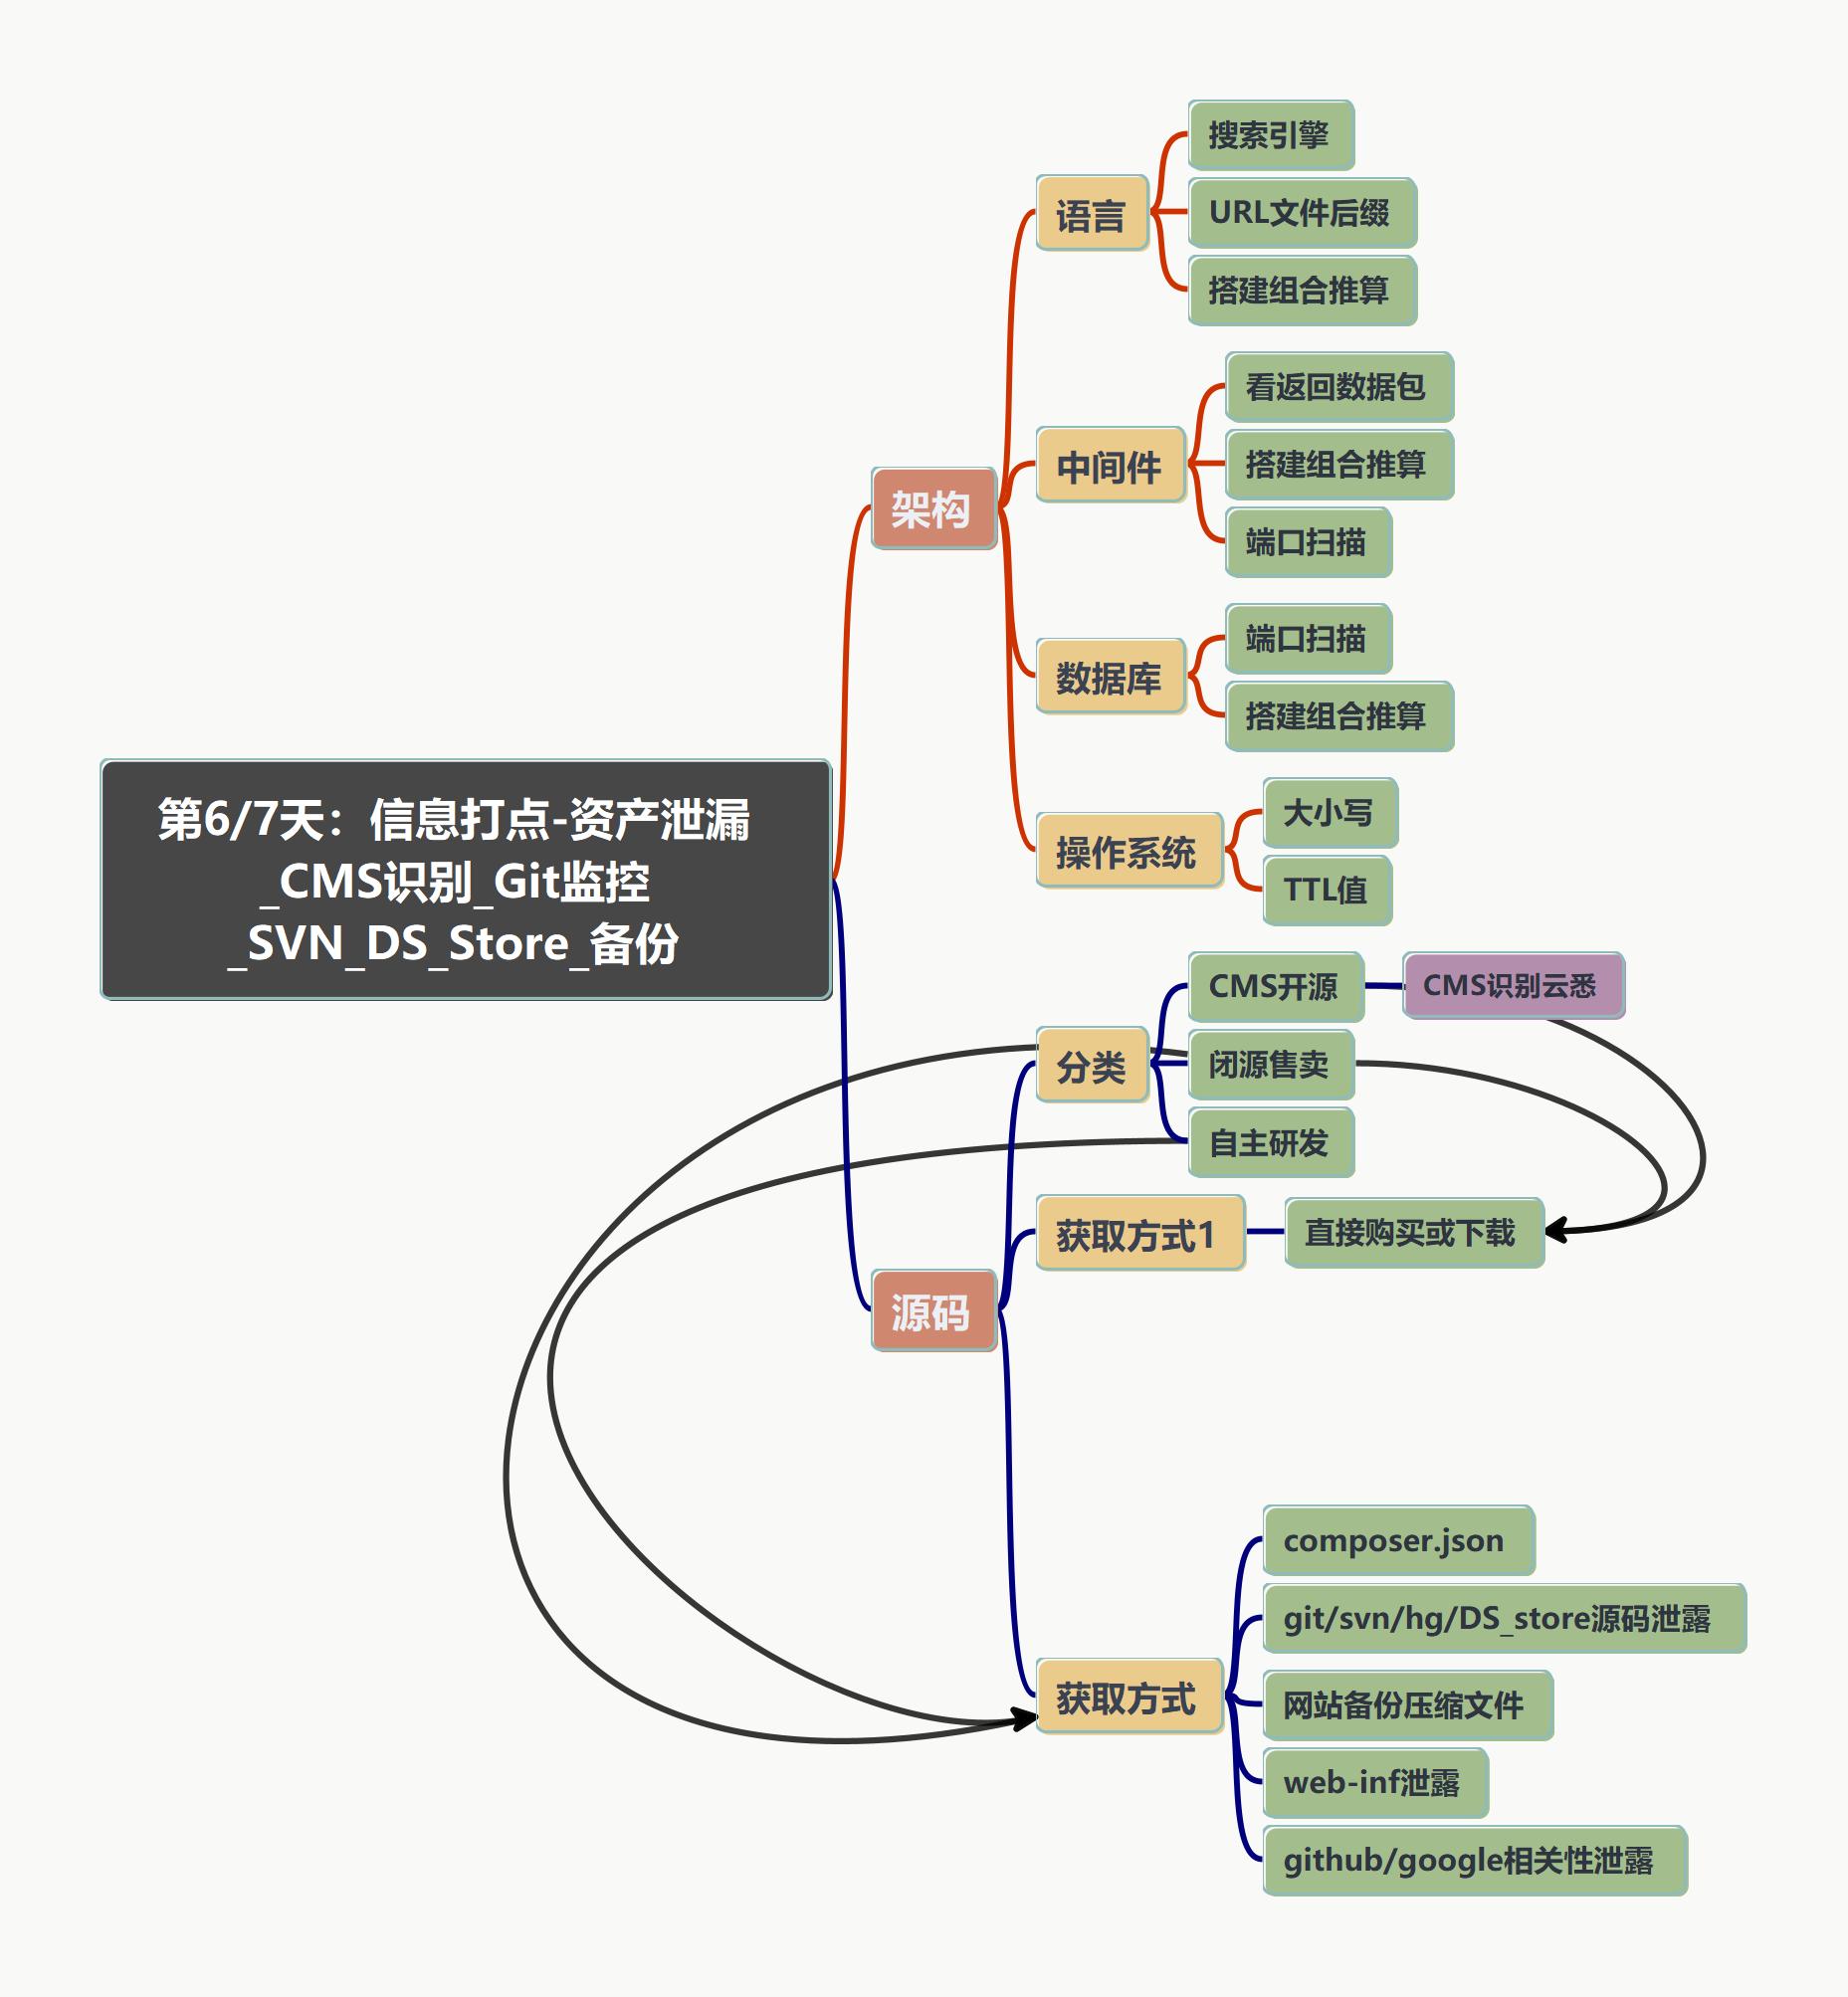 第6/7天：信息打点-资产泄漏
_CMS识别_Git监控
_SVN_DS_Store_备份
架构
语言
搜索引擎
URL文件后缀
搭建组合推算
中间件
看返回数据包
搭建组合推算
端口扫描
数据库
端口扫描
搭建组合推算
操作系统
大小写
TTL值
源码
分类
CMS开源
CMS识别云悉
闭源售卖
自主研发
获取方式1
直接购买或下载
获取方式
composer.json
git/svn/hg/DS_store源码泄露
网站备份压缩文件
web-inf泄露
github/google相关性泄露